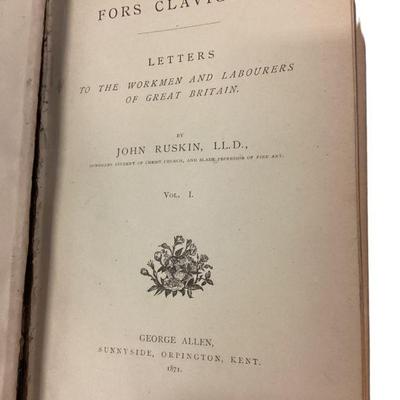 FORS CLAVIG
LETTERS
TO THE WORKMEN AND LABOURERS
OF GREAT BRITAIN.
BY
JOHN RUSKIN, LL.D.,
HONORARY STUDENT OF CHRIST CHURCH, AND SLADE PROFESSOR OF FINE ART.
VOL. I.
GEORGE ALLEN,
SUNNYSIDE, ORPINGTON, KENT.
1871.